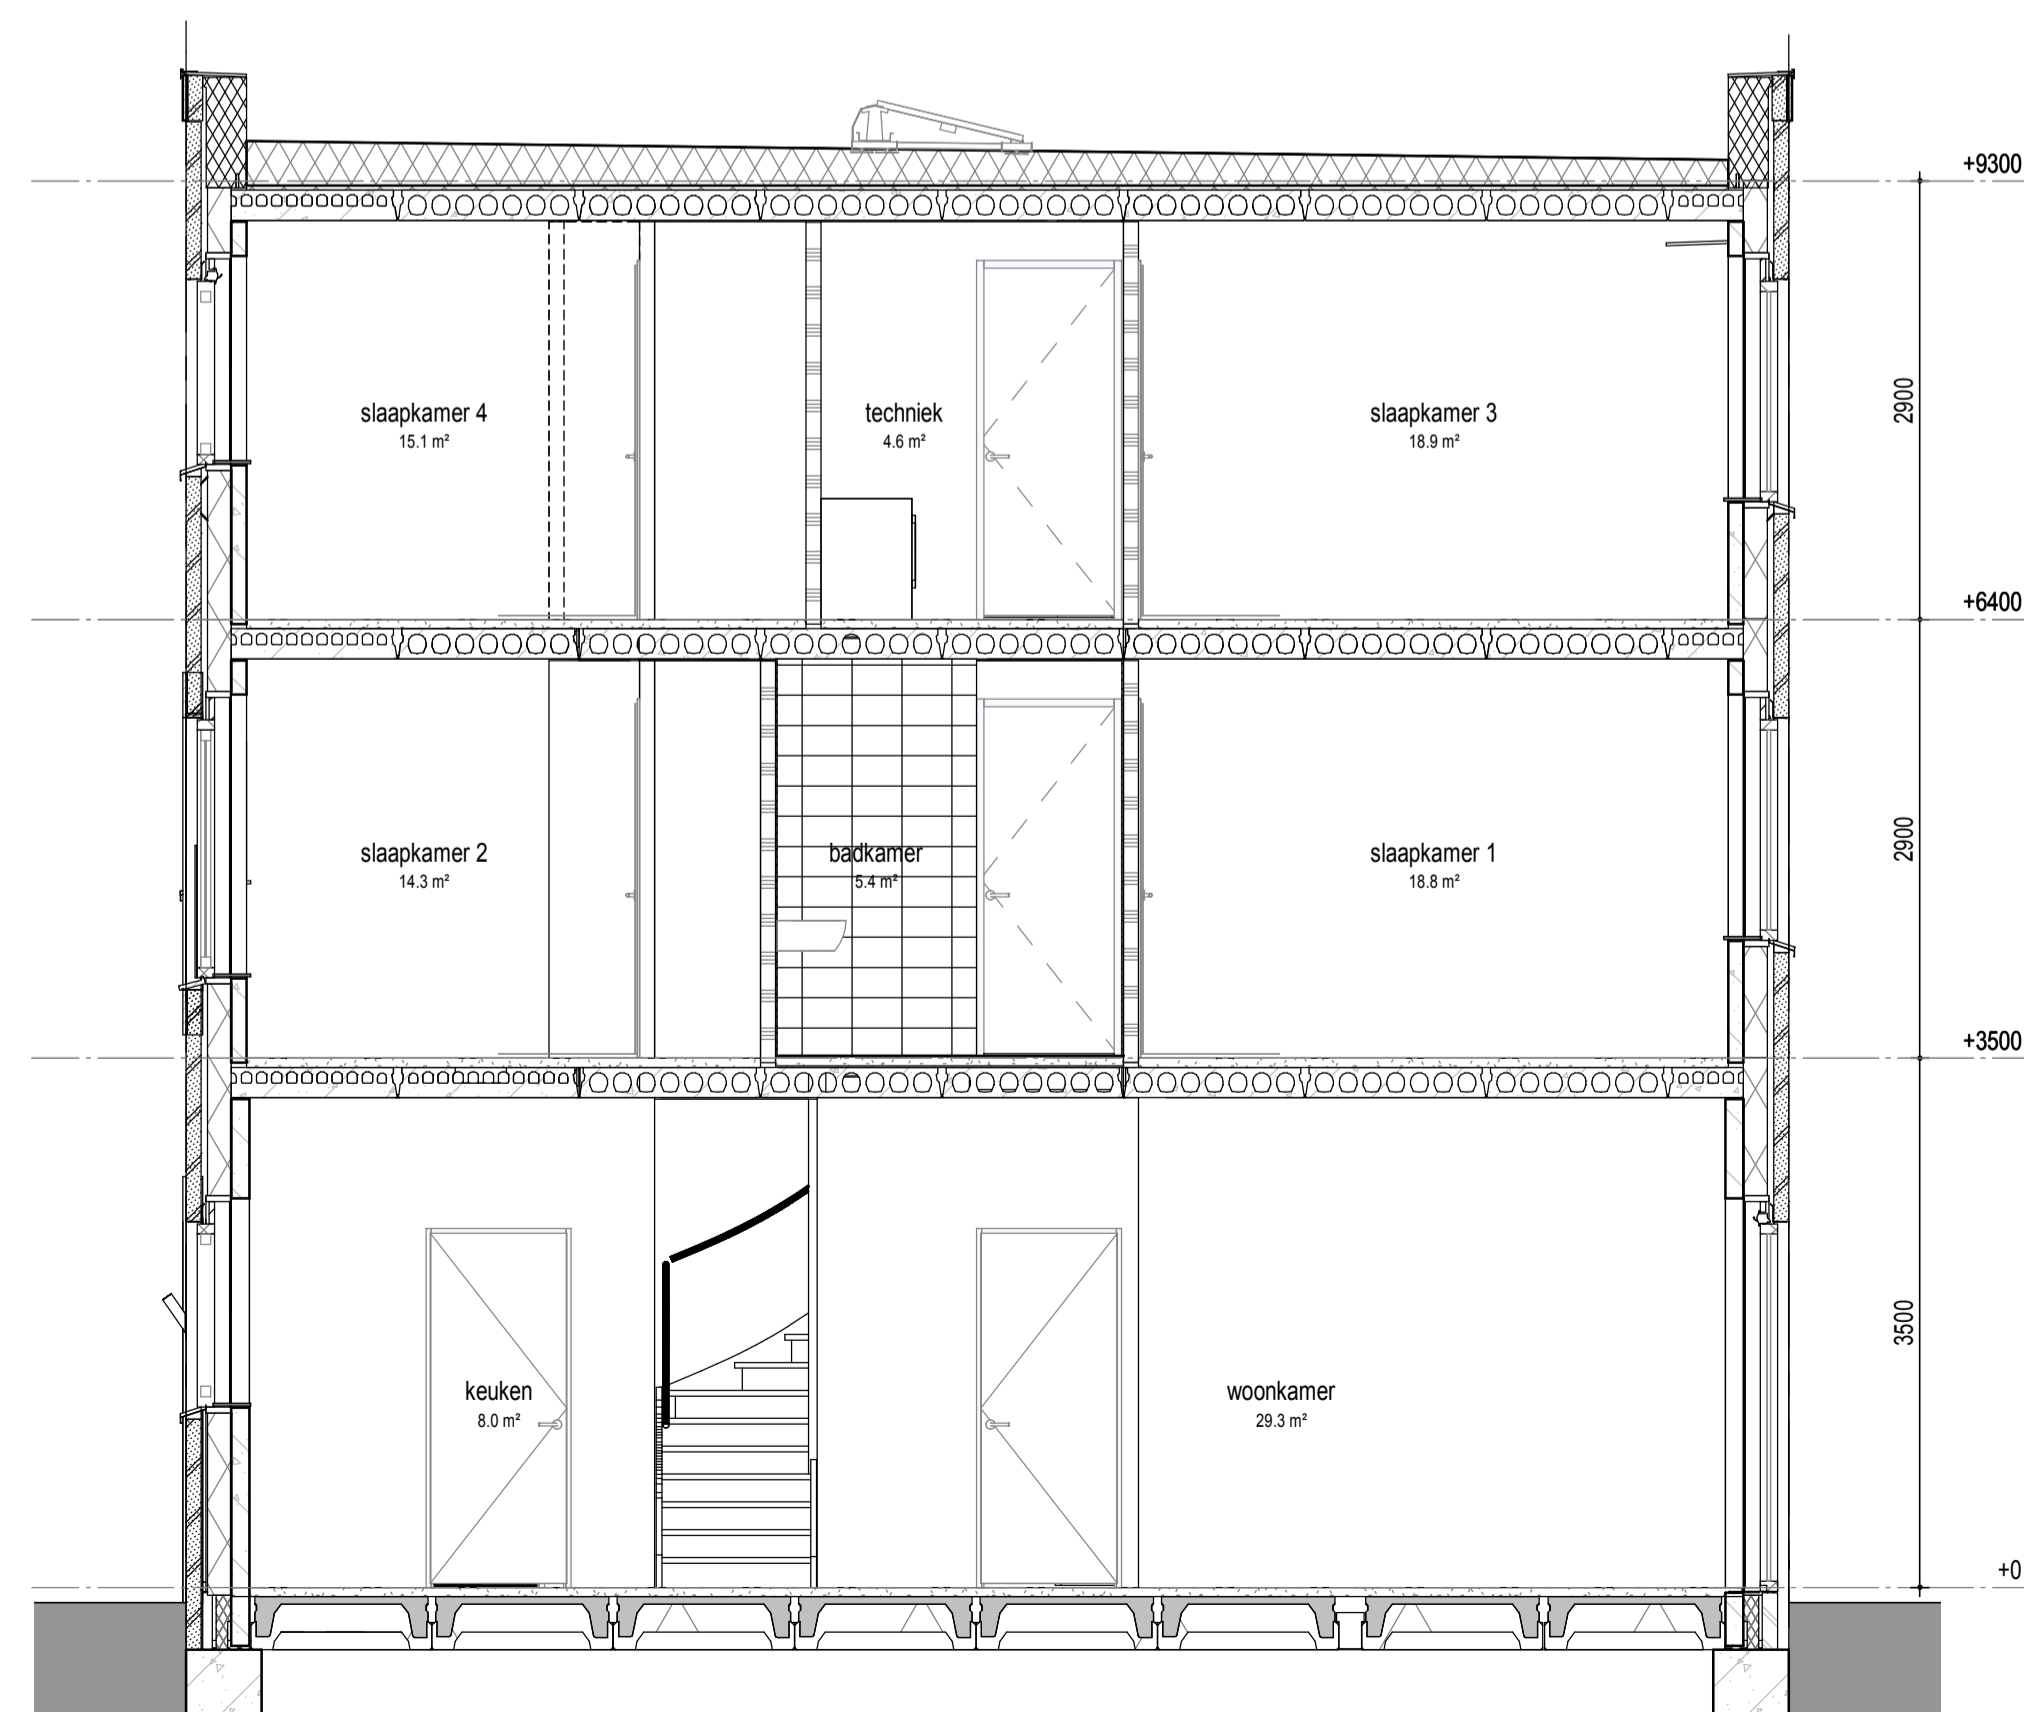 +9300
slaapkamer 4
15.1 m²
techniek
4.6 m²
slaapkamer 3
18.9 m²
2900
+6400
slaapkamer 2
14.3 m²
badkamer
5.4 m²
slaapkamer 1
18.8 m²
2900
+3500
keuken
8.0 m²
woonkamer
29.3 m²
3500
+0